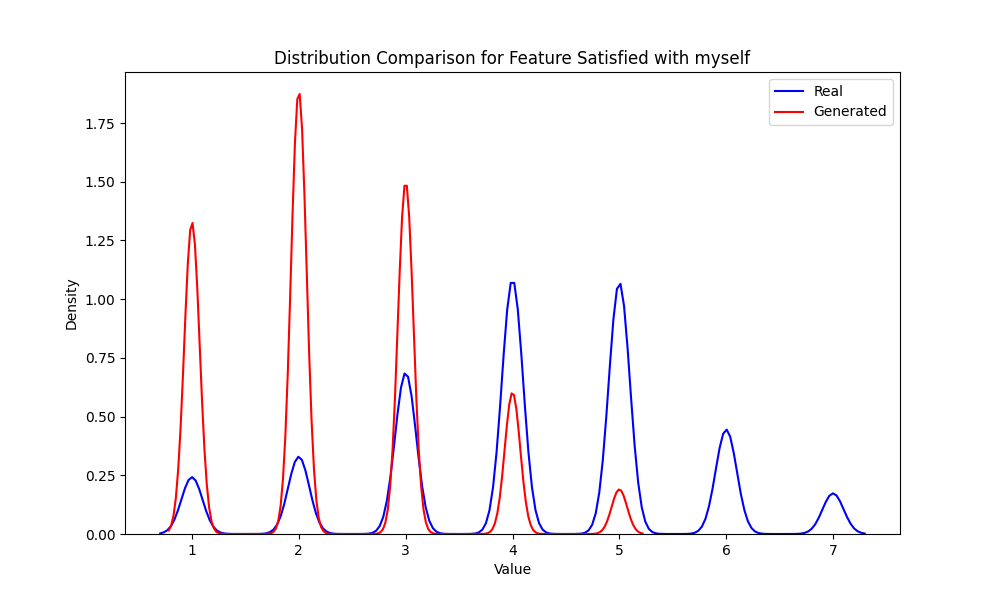 Distribution Comparison for Feature Satisfied with myself
Real
Generated
1.75
1.50
1.25
1.00
0.75
0.50
0.25
0.00
Density
1 2 3 4 5 6 7
Value